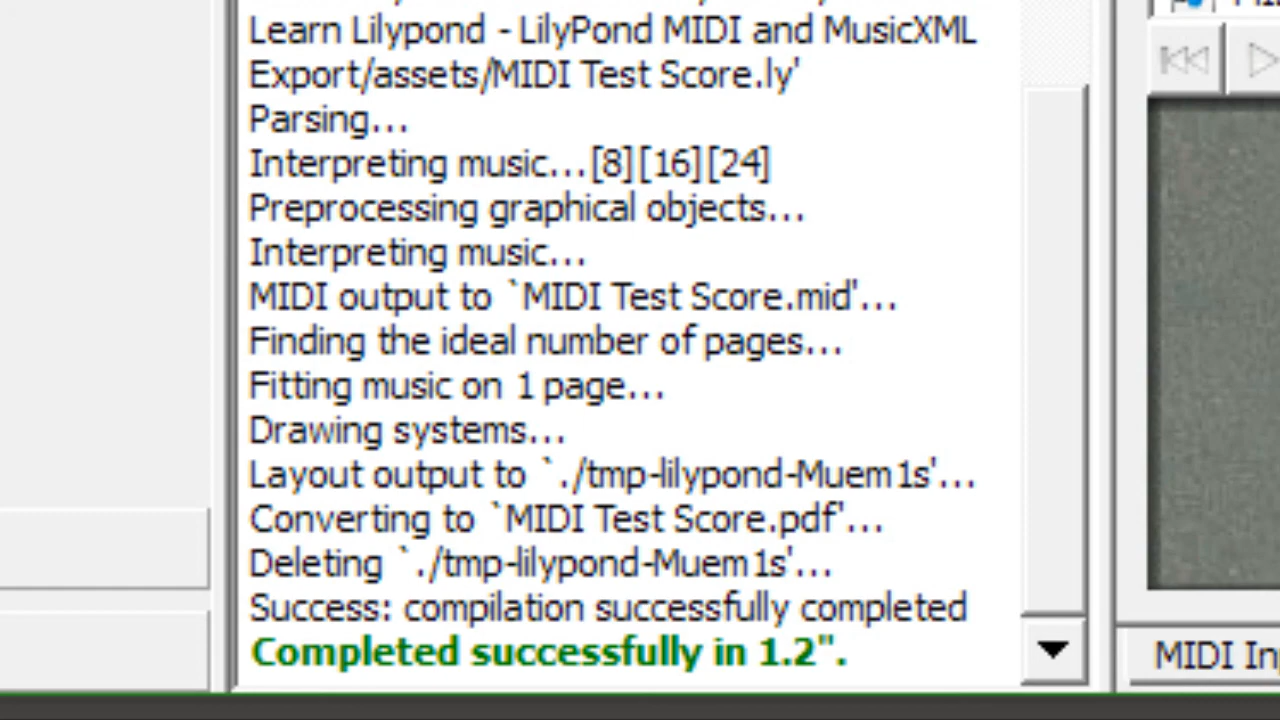 Learn Lilypond - LilyPond MIDI and MusicXML
Export/assets/MIDI Test Score.ly'
Parsing...
Interpreting music...[8][16][24]
Preprocessing graphical objects...
Interpreting music...
MIDI output to `MIDI Test Score.mid'...
Finding the ideal number of pages...
Fitting music on 1 page...
Drawing systems...
Layout output to `./tmp-lilypond-Muem1s'...
Converting to `MIDI Test Score.pdf'...
Deleting `./tmp-lilypond-Muem1s'...
Success: compilation successfully completed
Completed successfully in 1.2".
MIDI